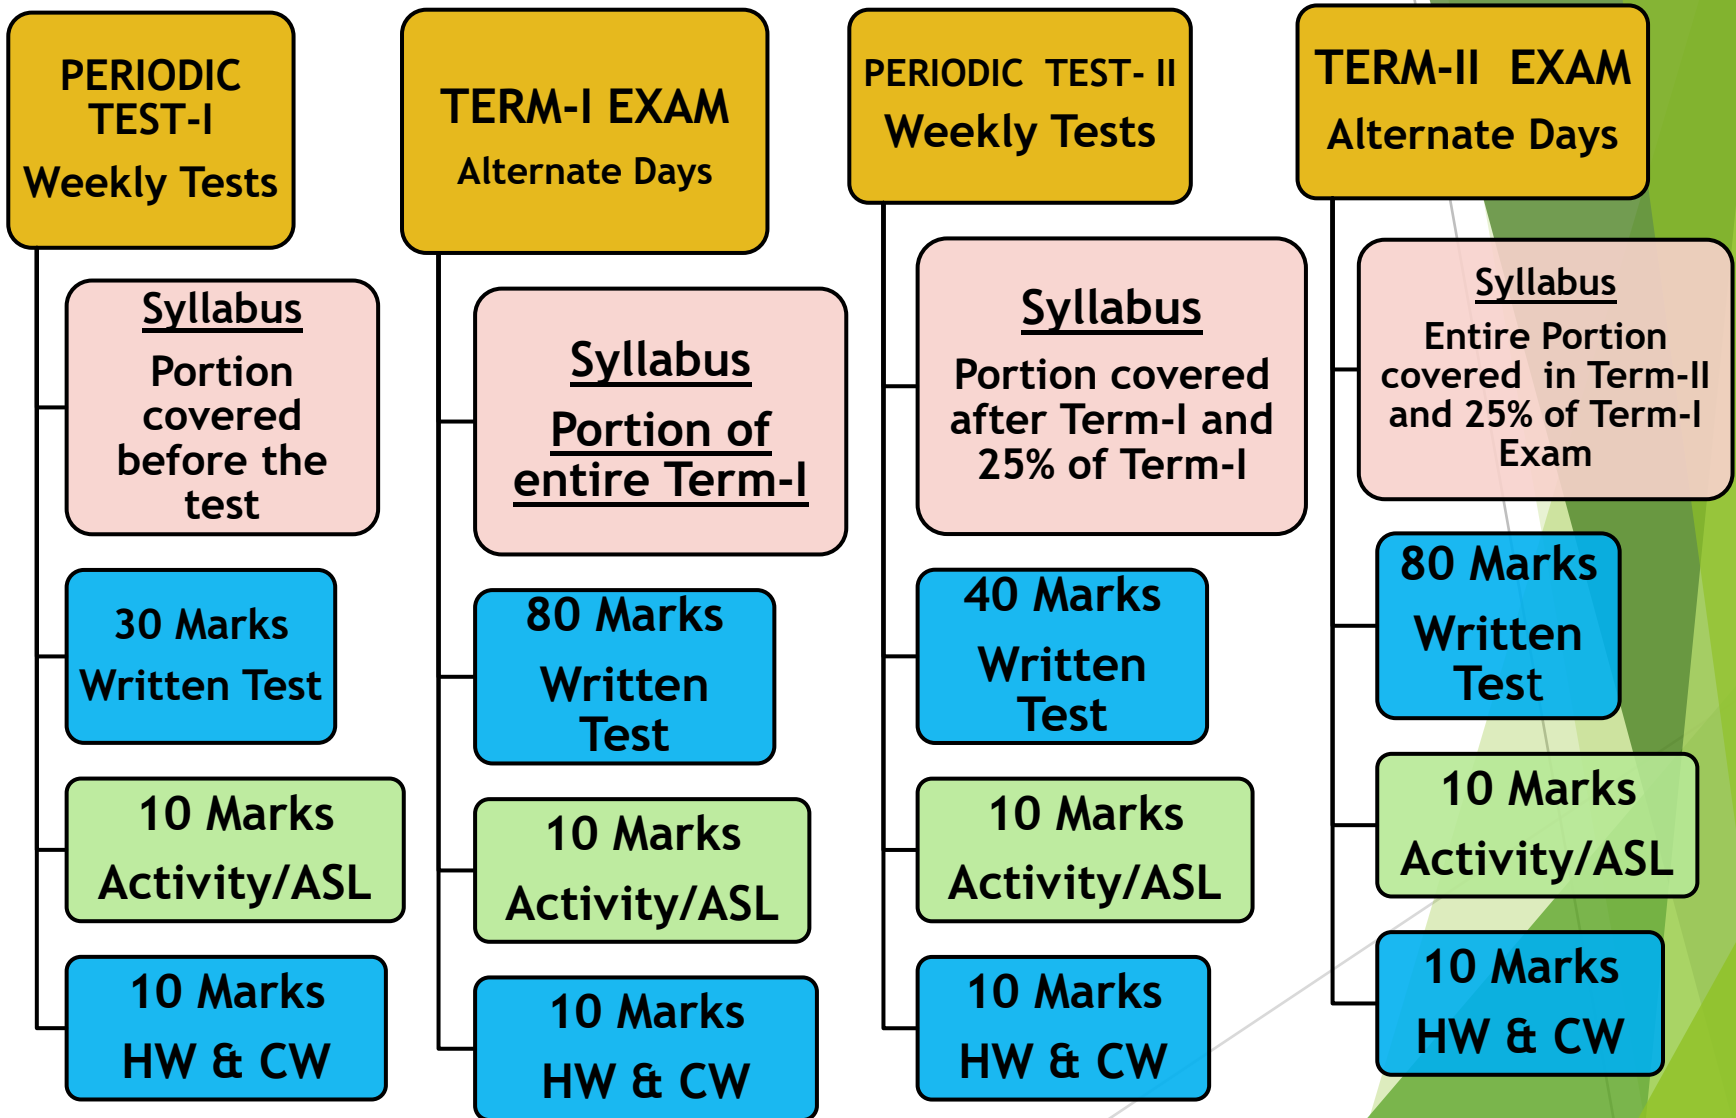 PERIODIC
TEST-I
Weekly Tests
Syllabus
Portion
covered
before the
test
30 Marks
Written Test
10 Marks
Activity/ASL
10 Marks
HW & CW
TERM-I EXAM
Alternate Days
Syllabus
Portion of
entire Term-I
80 Marks
Written
Test
10 Marks
Activity/ASL
10 Marks
HW & CW
PERIODIC TEST- II
Weekly Tests
Syllabus
Portion covered
after Term-I and
25% of Term-I
40 Marks
Written
Test
10 Marks
Activity/ASL
10 Marks
HW & CW
TERM-II EXAM
Alternate Days
Syllabus
Entire Portion
covered in Term-II
and 25% of Term-I
Exam
80 Marks
Written
Test
10 Marks
Activity/ASL
10 Marks
HW & CW